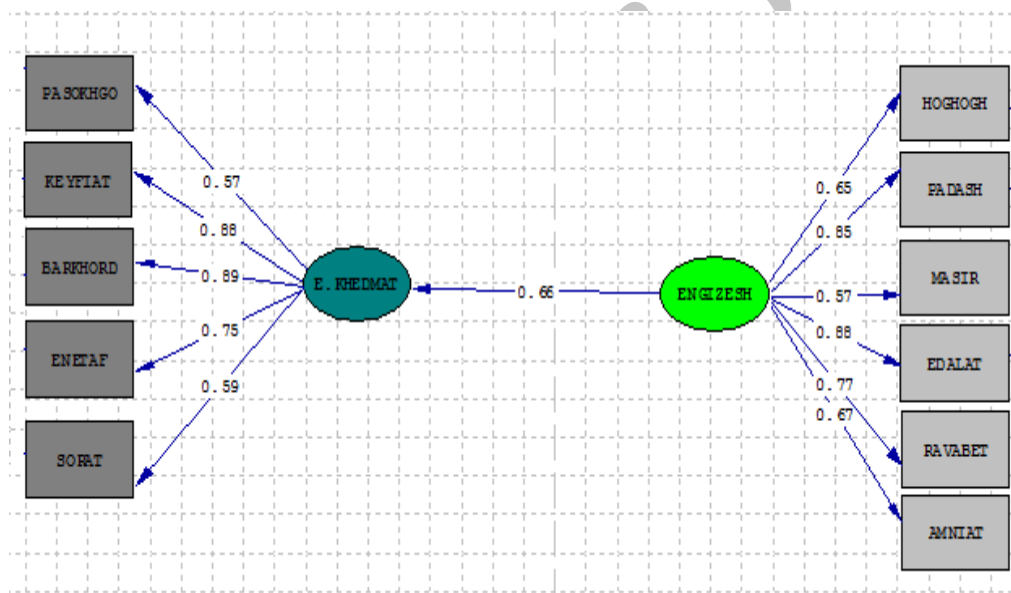 PASOKHGO
KEYFIAT
BARKHORD
ENETAF
SORAT
0.57
0.88
0.89
0.75
0.59
E.KHEDMAT
0.66
ENGIZESH
0.65
0.85
0.57
0.88
0.77
0.67
HOGHOGH
PADASH
MASIR
EDALAT
RAVABET
AMNIAT